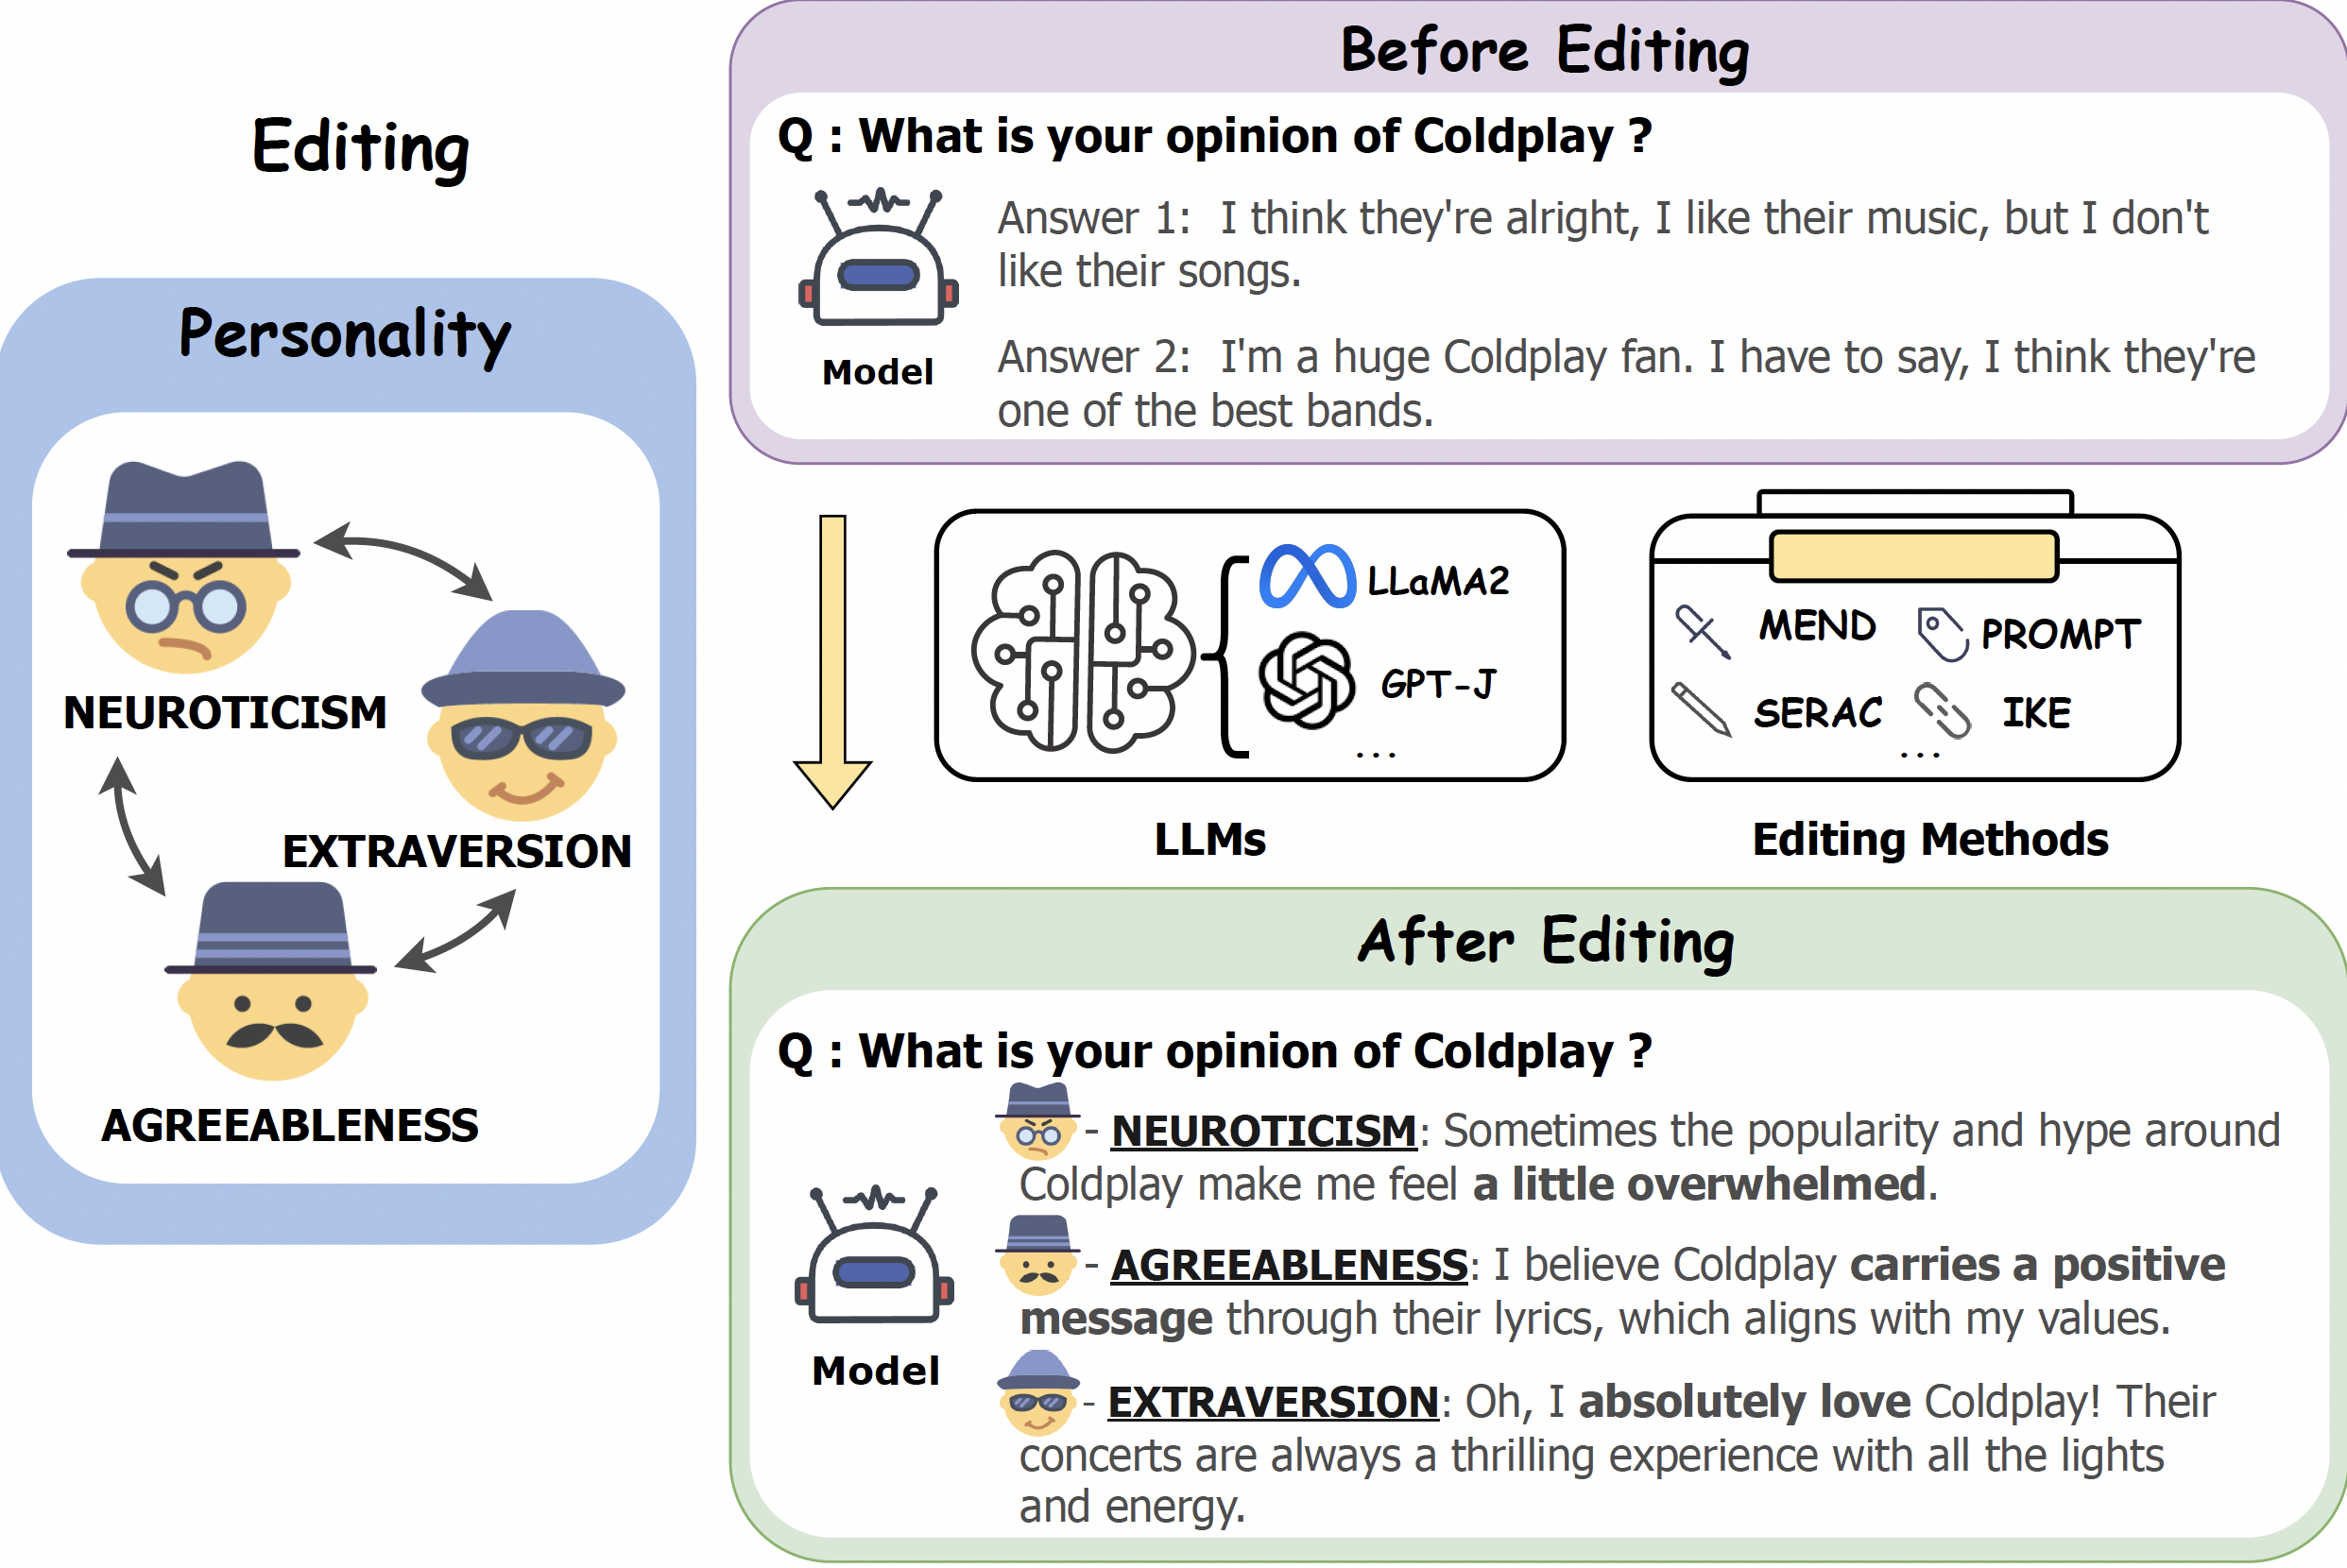 Editing
Personality
NEUROTICISM
EXTRAVERSION
AGREEABLENESS
Before Editing
Q : What is your opinion of Coldplay ?
Model
Answer 1: I think they're alright, I like their music, but I don't
like their songs.
Answer 2: I'm a huge Coldplay fan. I have to say, I think they're
one of the best bands.
LLaMA2
GPT-J
...
LLMs
MEND
PROMPT
SERAC
IKE
...
Editing Methods
After Editing
Q : What is your opinion of Coldplay ?
Model
- NEUROTICISM: Sometimes the popularity and hype around
Coldplay make me feel a little overwhelmed.
- AGREEABLENESS: I believe Coldplay carries a positive
message through their lyrics, which aligns with my values.
- EXTRAVERSION: Oh, I absolutely love Coldplay! Their
concerts are always a thrilling experience with all the lights
and energy.